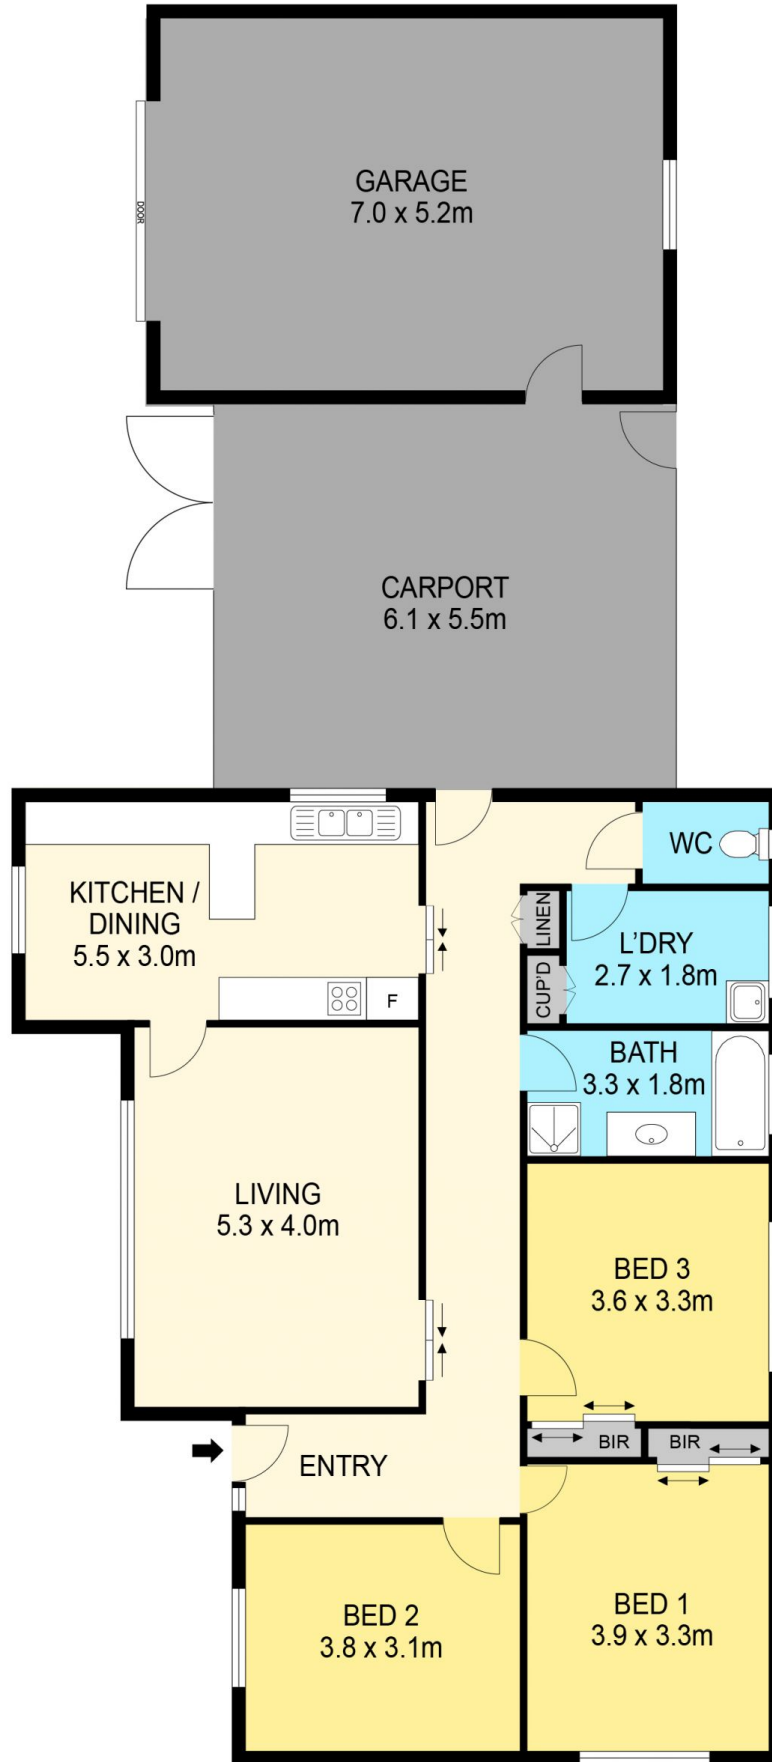 GARAGE
7.0 x 5.2m
DOOR
CARPORT
6.1 x 5.5m
WC
KITCHEN /
DINING
5.5 x 3.0m
LINEN
L'DRY
2.7 x 1.8m
CUP'D
F
BATH
3.3 x 1.8m
LIVING
5.3 x 4.0m
BED 3
3.6 x 3.3m
BIR
BIR
ENTRY
BED 2
3.8 x 3.1m
BED 1
3.9 x 3.3m